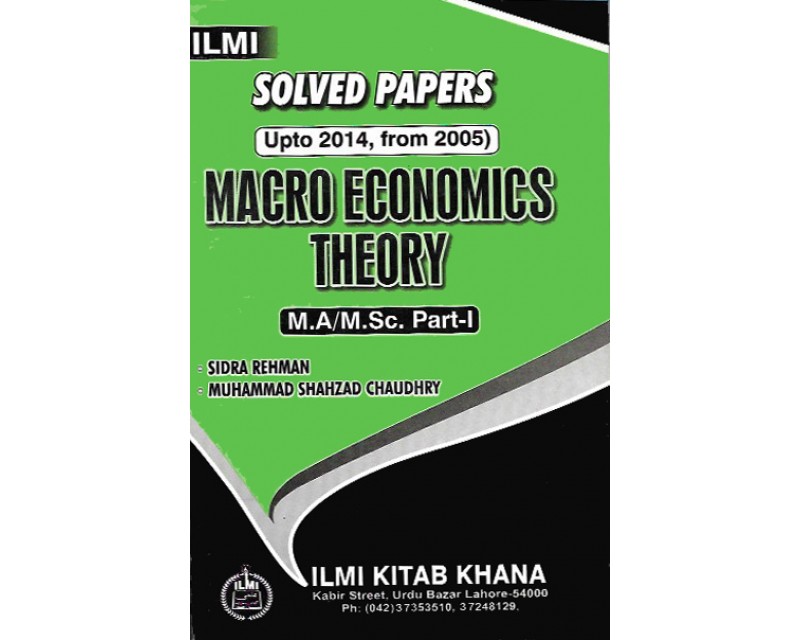 ILMI
SOLVED PAPERS
Upto 2014, from 2005)
MACRO ECONOMICS
THEORY
M.A/M.Sc. Part-I
SIDRA REHMAN
MUHAMMAD SHAHZAD CHAUDHRY
ILMI
ILMI KITAB KHANA
Kabir Street, Urdu Bazar Lahore-54000
Ph: (042)37353510, 37248129.